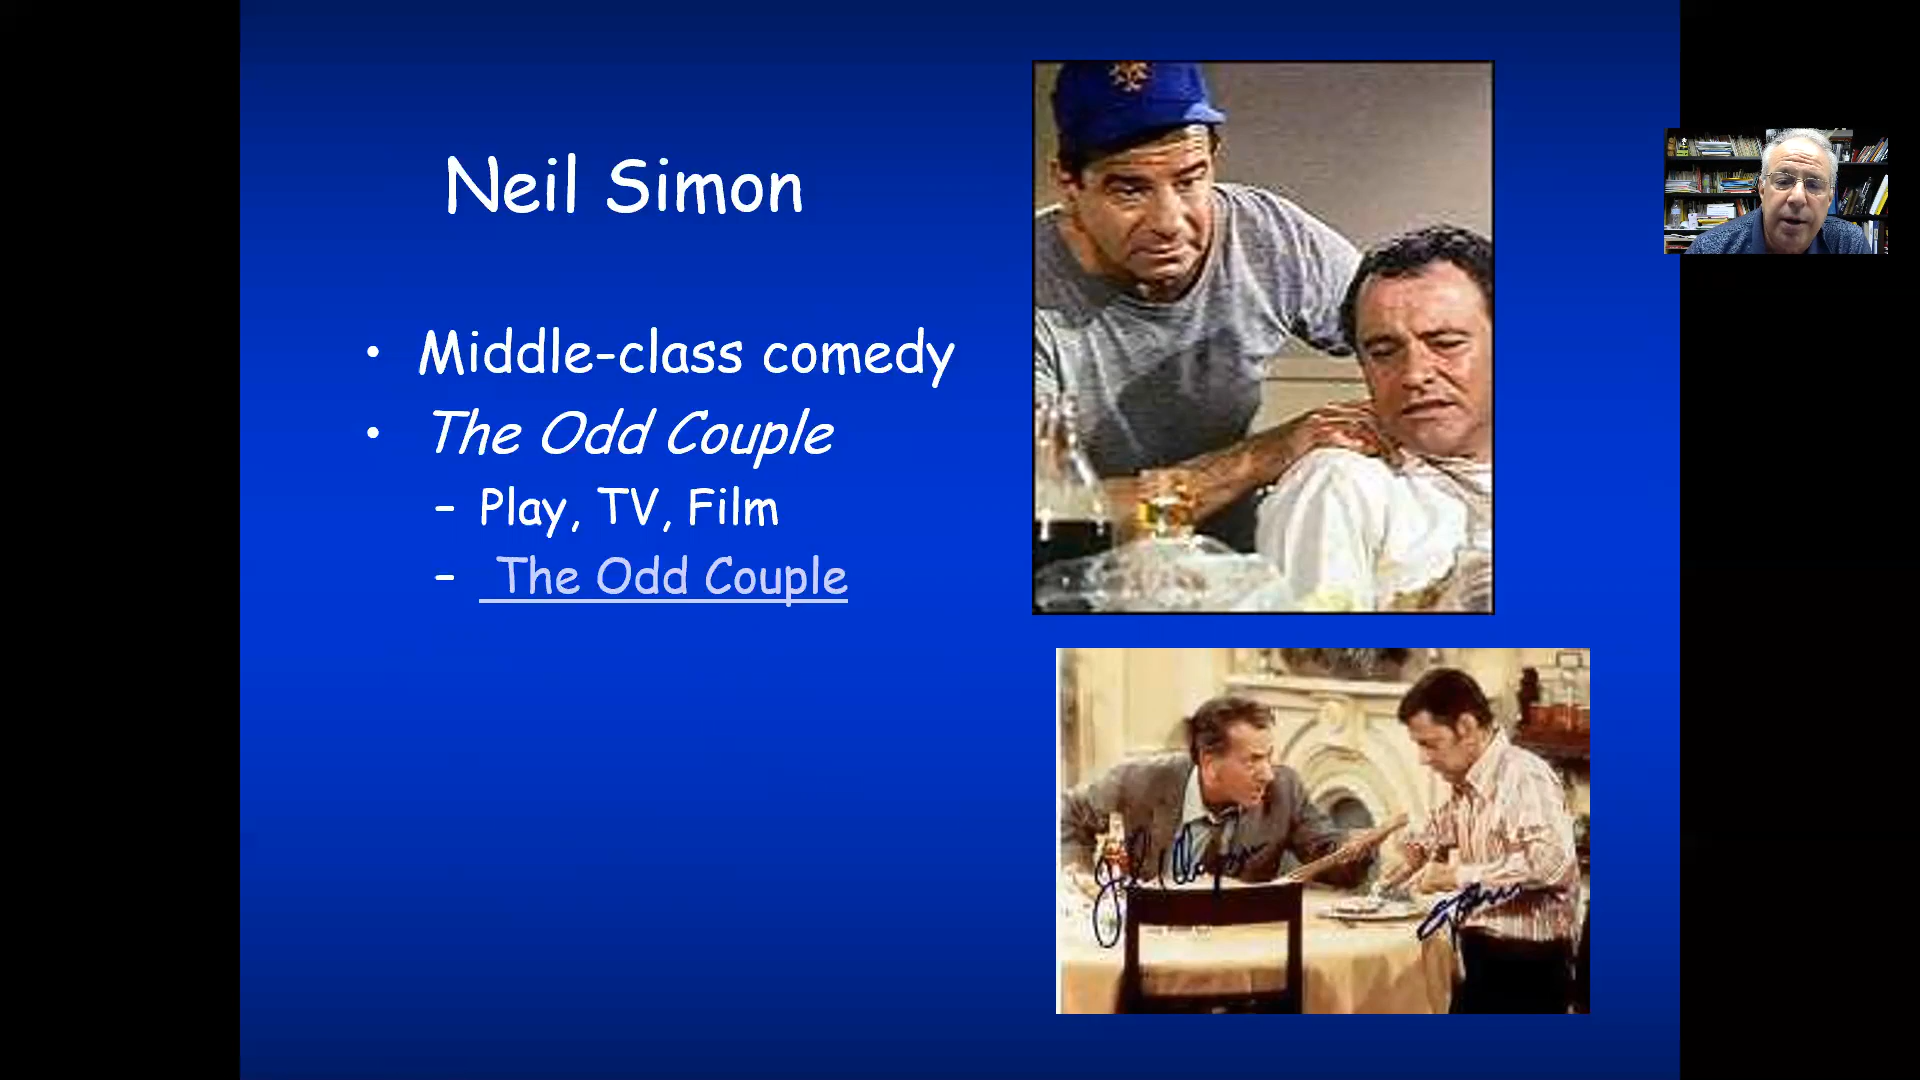 Neil Simon
• Middle-class comedy
• The Odd Couple
– Play, TV, Film
– The Odd Couple